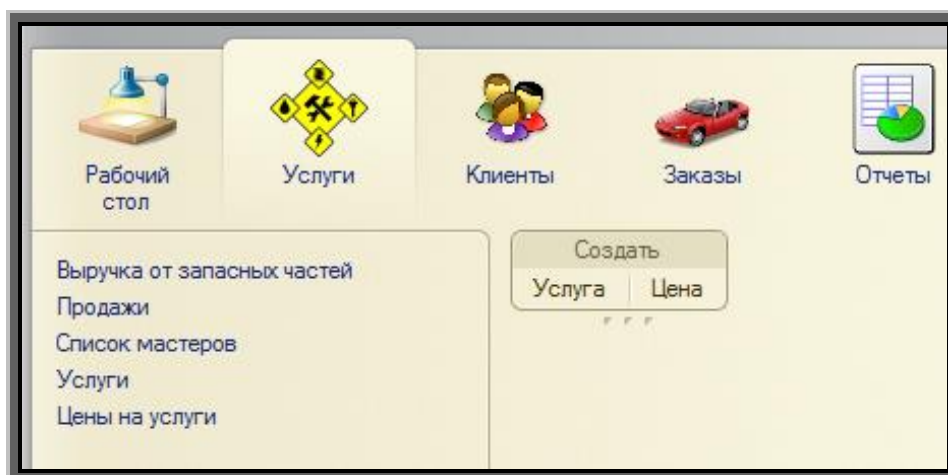 Рабочий
стол
Услуги
Клиенты
Заказы
Отчеты
Выручка от запасных частей
Продажи
Список мастеров
Услуги
Цены на услуги
Создать
Услуга Цена